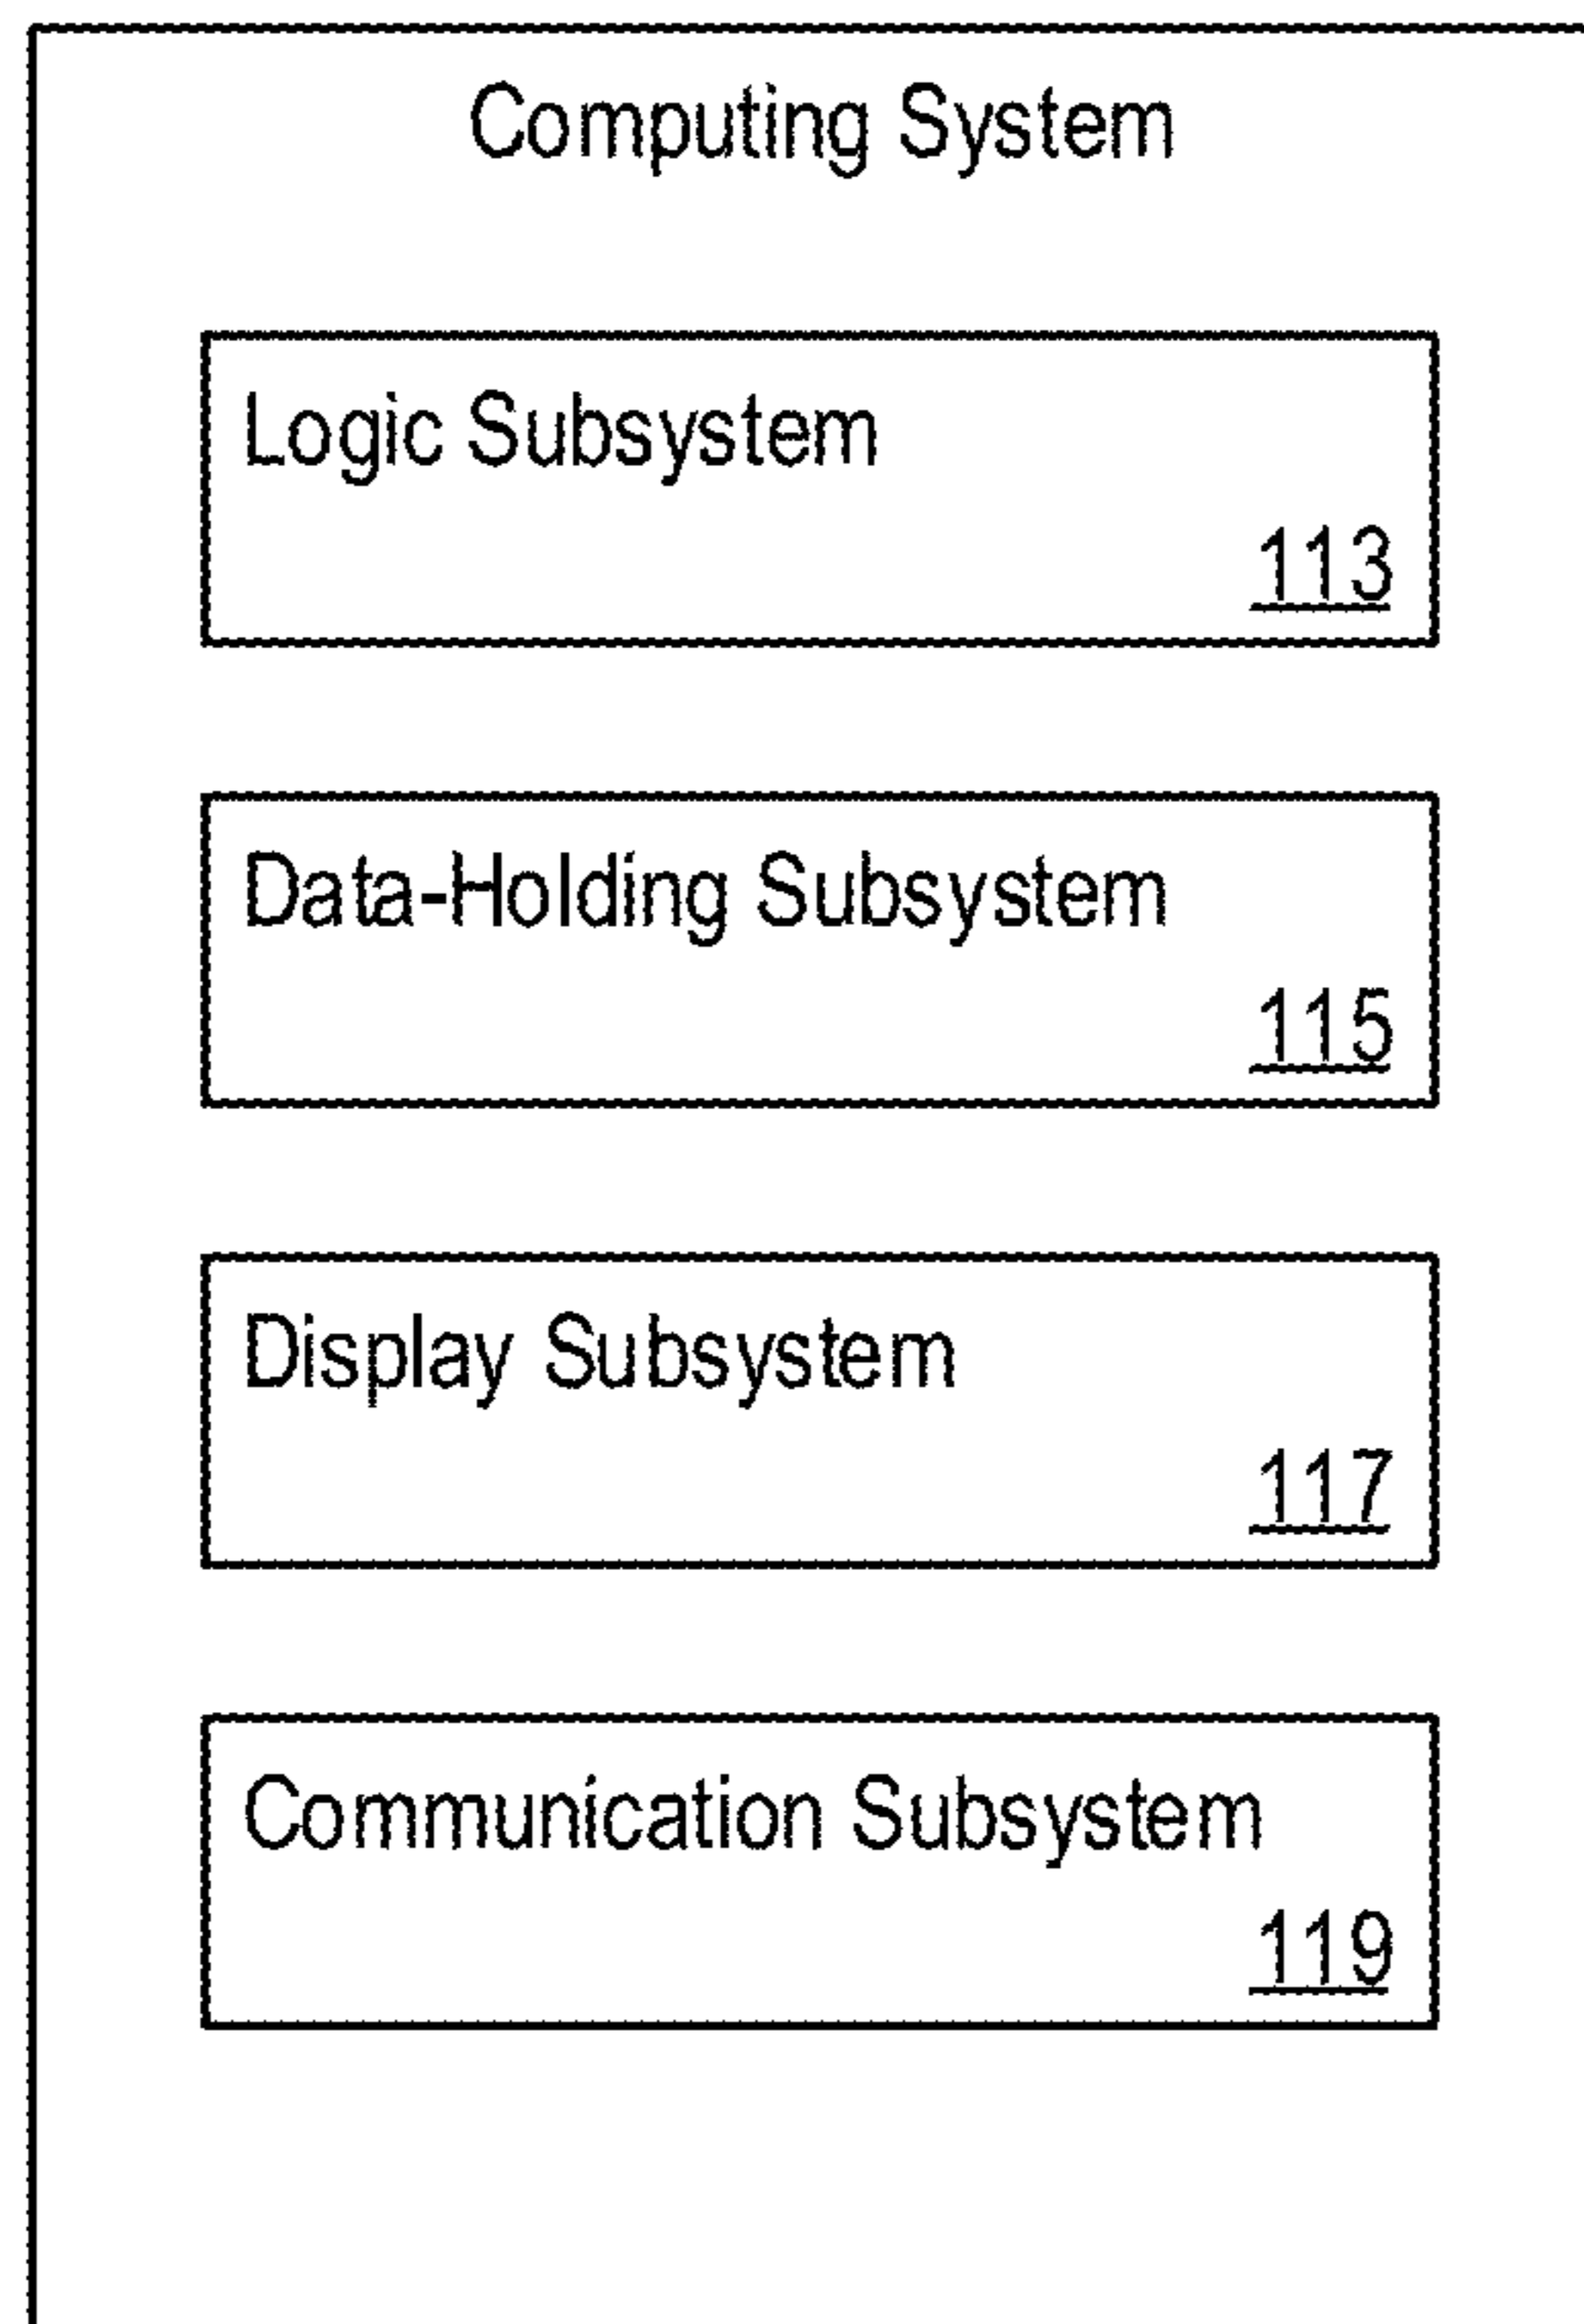 Computing System
Logic Subsystem
113
Data-Holding Subsystem
115
Display Subsystem
117
Communication Subsystem
119